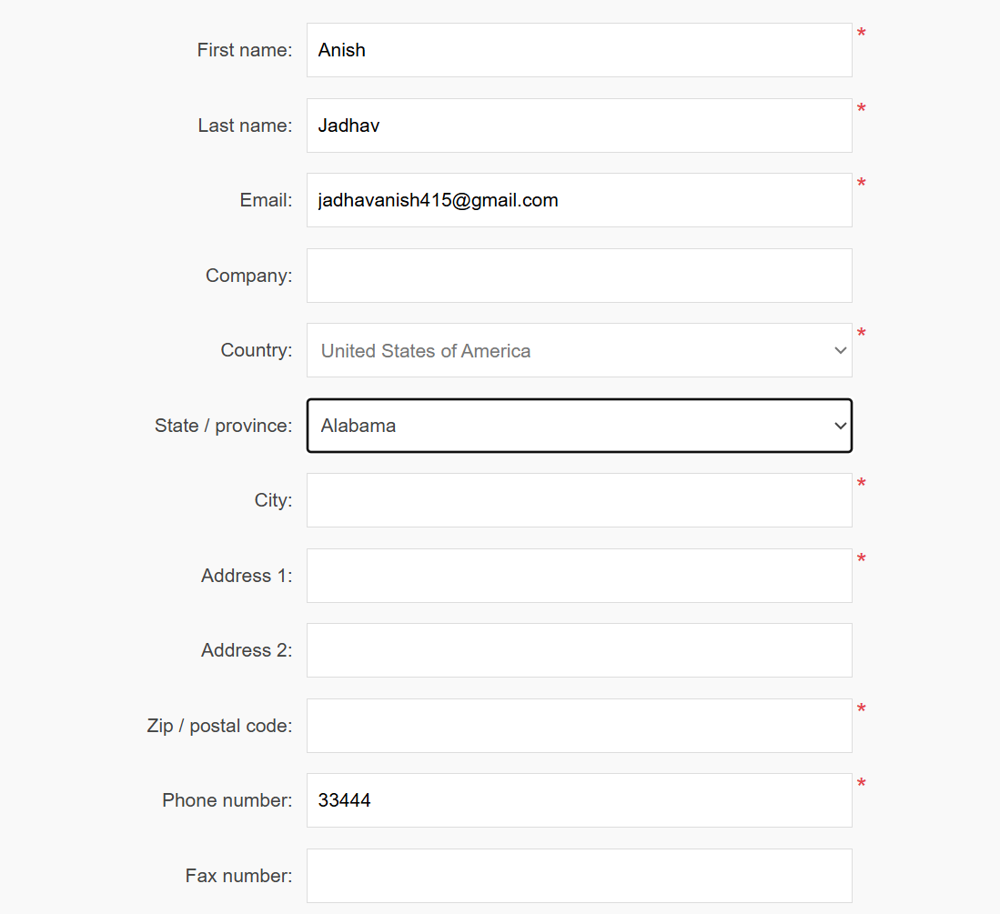 First name: Anish *
Last name: Jadhav *
Email: jadhavanish415@gmail.com *
Company:
Country: United States of America *
State / province: Alabama
City: *
Address 1: *
Address 2:
Zip / postal code: *
Phone number: 33444 *
Fax number: